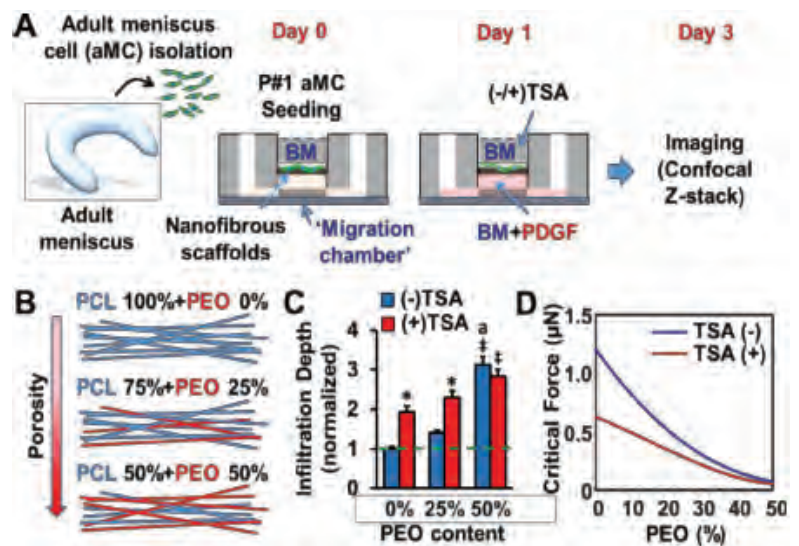 A
Adult meniscus
cell (aMC) isolation
Adult
meniscus
Day 0
P#1 aMC
Seeding
BM
Nanofibrous
scaffolds
'Migration
chamber'
Day 1
(-/+)TSA
BM
BM+PDGF
Day 3
Imaging
(Confocal
Z-stack)
B
PCL 100%+PEO 0%
PCL 75%+PEO 25%
PCL 50%+PEO 50%
Porosity
C
(-)TSA
(+)TSA
Infiltration Depth
(normalized)
4
3
2
1
0
*
*
a
‡
‡
0% 25% 50%
PEO content
D
TSA (-)
TSA (+)
Critical Force (µN)
1.5
1.0
0.5
0
0 10 20 30 40 50
PEO (%)